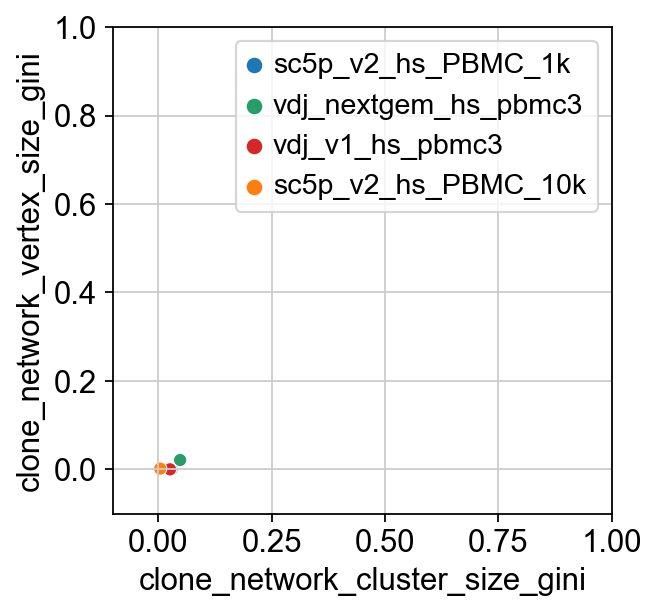 1.0
0.8
0.6
0.4
0.2
0.0
clone_network_vertex_size_gini
sc5p_v2_hs_PBMC_1k
vdj_nextgem_hs_pbmc3
vdj_v1_hs_pbmc3
sc5p_v2_hs_PBMC_10k
0.00 0.25 0.50 0.75 1.00
clone_network_cluster_size_gini